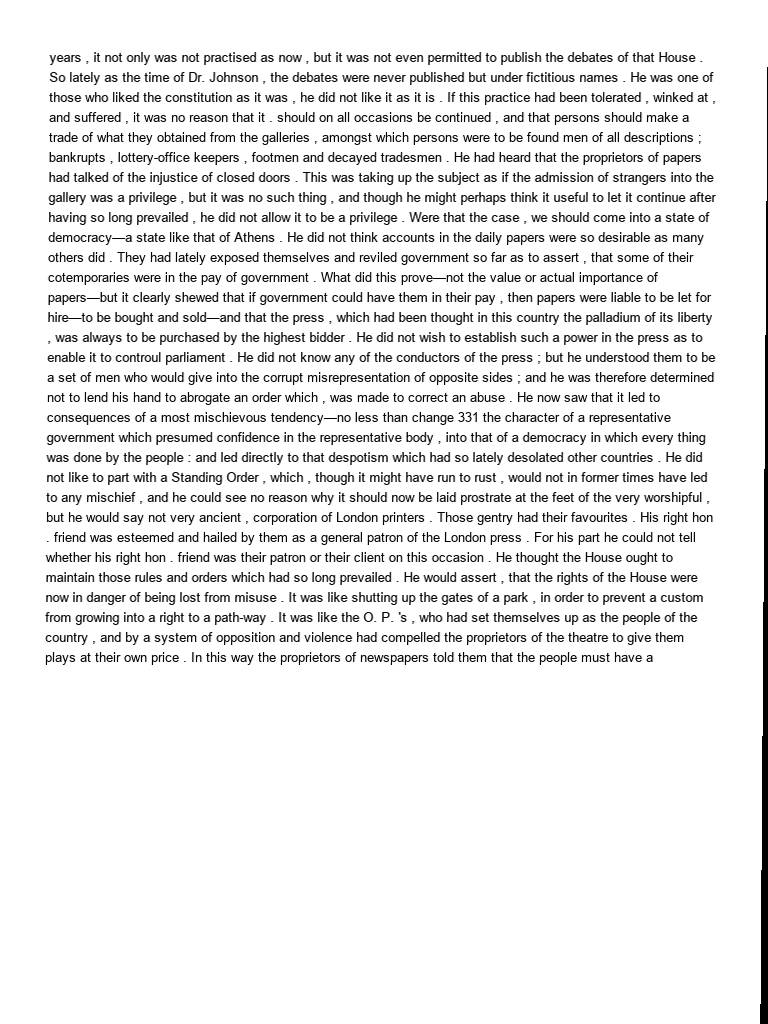 years , it not only was not practised as now , but it was not even permitted to publish the debates of that House .
So lately as the time of Dr. Johnson , the debates were never published but under fictitious names . He was one of
those who liked the constitution as it was , he did not like it as it is . If this practice had been tolerated , winked at ,
and suffered , it was no reason that it . should on all occasions be continued , and that persons should make a
trade of what they obtained from the galleries , amongst which persons were to be found men of all descriptions ;
bankrupts , lottery-office keepers , footmen and decayed tradesmen . He had heard that the proprietors of papers
had talked of the injustice of closed doors . This was taking up the subject as if the admission of strangers into the
gallery was a privilege , but it was no such thing , and though he might perhaps think it useful to let it continue after
having so long prevailed , he did not allow it to be a privilege . Were that the case , we should come into a state of
democracy—a state like that of Athens . He did not think accounts in the daily papers were so desirable as many
others did . They had lately exposed themselves and reviled government so far as to assert , that some of their
cotemporaries were in the pay of government . What did this prove—not the value or actual importance of
papers—but it clearly shewed that if government could have them in their pay , then papers were liable to be let for
hire—to be bought and sold—and that the press , which had been thought in this country the palladium of its liberty
, was always to be purchased by the highest bidder . He did not wish to establish such a power in the press as to
enable it to controul parliament . He did not know any of the conductors of the press ; but he understood them to be
a set of men who would give into the corrupt misrepresentation of opposite sides ; and he was therefore determined
not to lend his hand to abrogate an order which , was made to correct an abuse . He now saw that it led to
consequences of a most mischievous tendency—no less than change 331 the character of a representative
government which presumed confidence in the representative body , into that of a democracy in which every thing
was done by the people : and led directly to that despotism which had so lately desolated other countries . He did
not like to part with a Standing Order , which , though it might have run to rust , would not in former times have led
to any mischief , and he could see no reason why it should now be laid prostrate at the feet of the very worshipful ,
but he would say not very ancient , corporation of London printers . Those gentry had their favourites . His right hon
. friend was esteemed and hailed by them as a general patron of the London press . For his part he could not tell
whether his right hon . friend was their patron or their client on this occasion . He thought the House ought to
maintain those rules and orders which had so long prevailed . He would assert , that the rights of the House were
now in danger of being lost from misuse . It was like shutting up the gates of a park , in order to prevent a custom
from growing into a right to a path-way . It was like the O. P. 's , who had set themselves up as the people of the
country , and by a system of opposition and violence had compelled the proprietors of the theatre to give them
plays at their own price . In this way the proprietors of newspapers told them that the people must have a